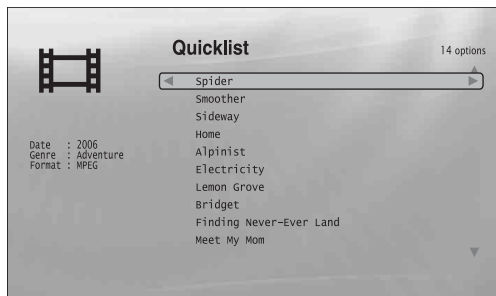 Quicklist
14 options
Spider
Smoother
Sideway
Home
Alpinist
Electricity
Lemon Grove
Bridget
Finding Never-Ever Land
Meet My Mom
Date : 2006
Genre : Adventure
Format : MPEG